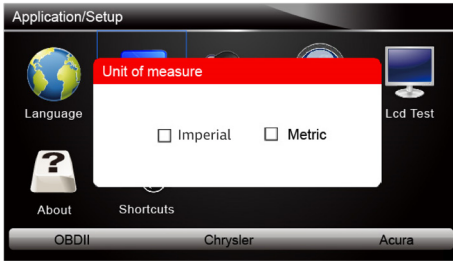 Application/Setup
Unit of measure
Language
Lcd Test
Imperial Metric
?
About Shortcuts
OBDII Chrysler Acura